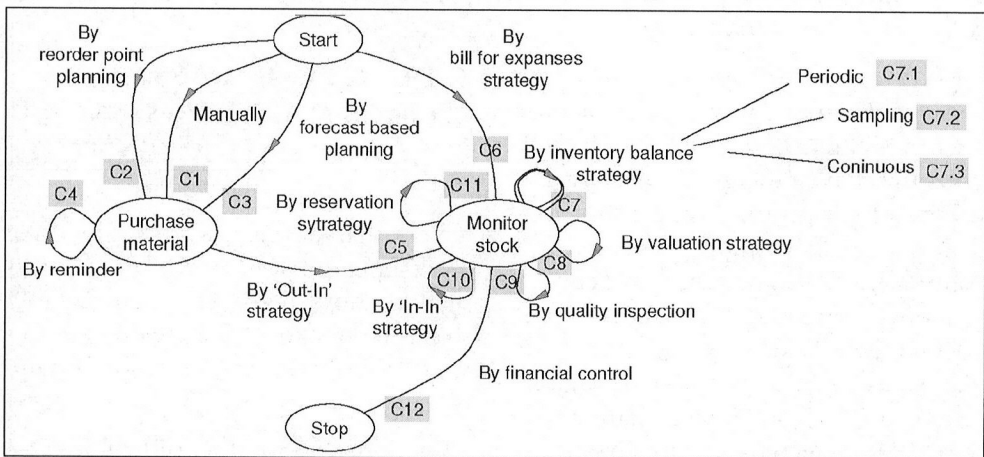 Start
By
reorder point
planning
Manually
By
forecast based
planning
By
bill for expanses
strategy
Periodic C7.1
Sampling C7.2
Coninuous C7.3
By inventory balance
strategy
C6
C2
C1
C3
C4
C11
C7
By reservation
sytrategy
Purchase
material
Monitor
stock
C5
C8
By valuation strategy
By reminder
C10
C9
By 'Out-In'
strategy
By 'In-In'
strategy
By quality inspection
By financial control
C12
Stop